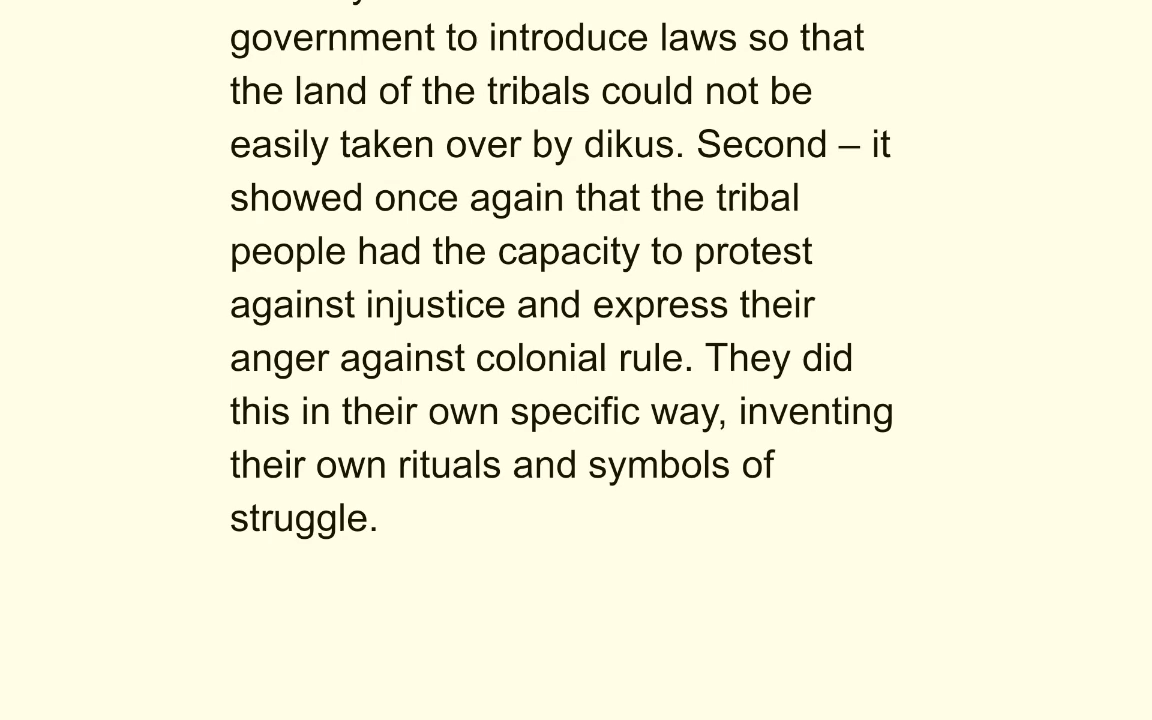 government to introduce laws so that
the land of the tribals could not be
easily taken over by dikus. Second – it
showed once again that the tribal
people had the capacity to protest
against injustice and express their
anger against colonial rule. They did
this in their own specific way, inventing
their own rituals and symbols of
struggle.